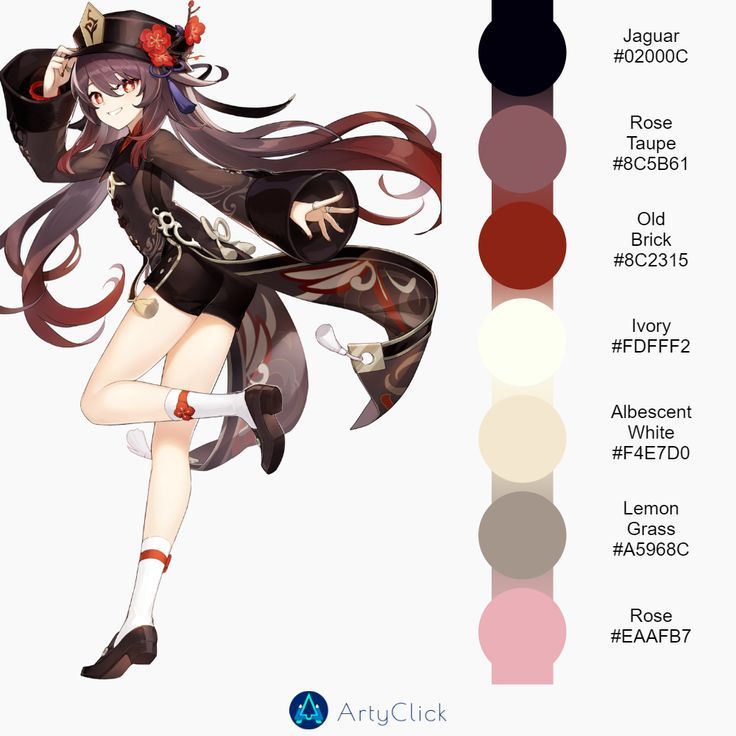 Jaguar
#02000C
Rose
Taupe
#8C5B61
Old
Brick
#8C2315
Ivory
#FDFFF2
Albescent
White
#F4E7D0
Lemon
Grass
#A5968C
Rose
#EAAFB7
ArtyClick